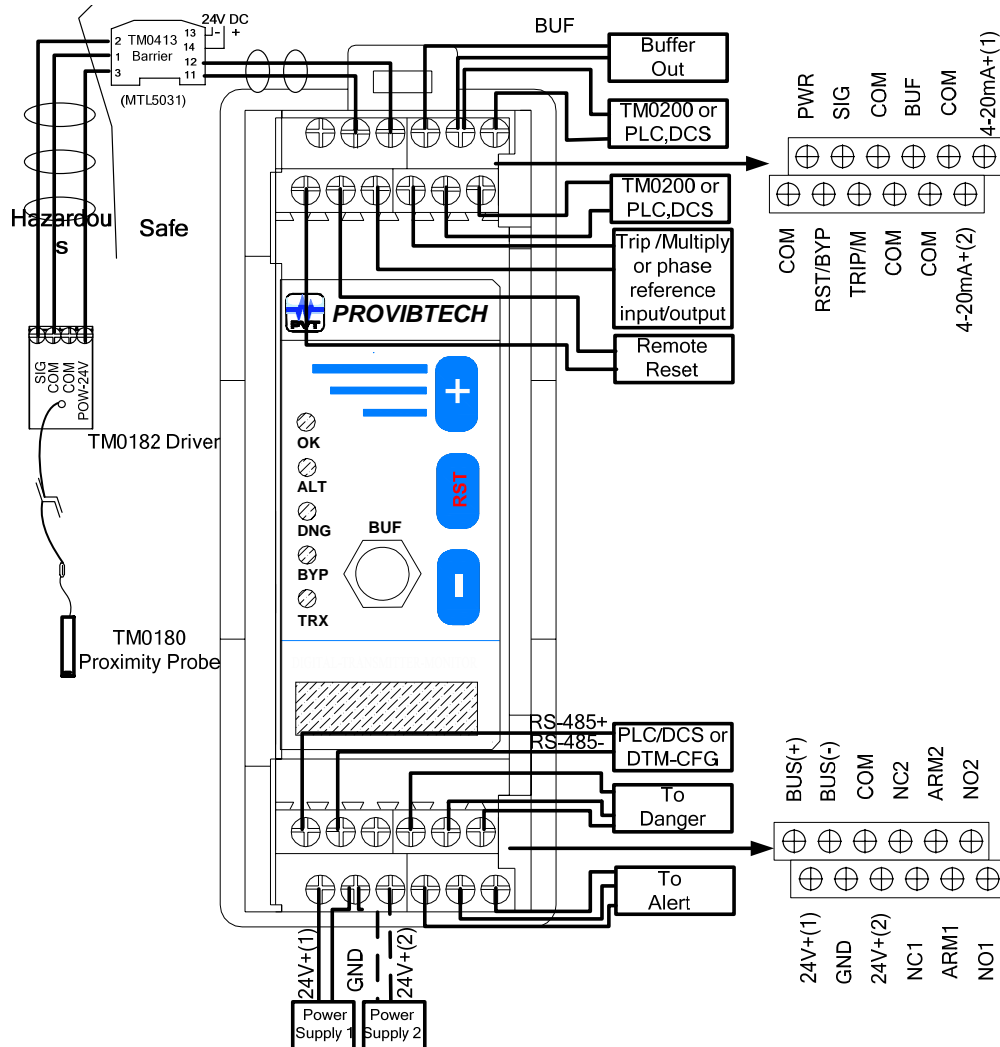 24V DC
13 -
14 +
2 TM0413
1 Barrier
3
12
11
(MTL5031)
BUF
Buffer
Out
TM0200 or
PLC,DCS
TM0200 or
PLC,DCS
Trip /Multiply
or phase
reference
input/output
Remote
Reset
PWR
SIG
COM
BUF
COM
4-20mA+(1)
COM
RST/BYP
TRIP/M
COM
COM
4-20mA+(2)
Hazardou
s
Safe
SIG
COM
COM
POW-24V
TM0182 Driver
TM0180
Proximity Probe
PVT
PROVIBTECH
+
RST
-
OK
ALT
DNG
BYP
TRX
BUF
RS-485+
RS-485-
PLC/DCS or
DTM-CFG
To
Danger
To
Alert
BUS(+)
BUS(-)
COM
NC2
ARM2
NO2
24V+(1)
GND
24V+(2)
NC1
ARM1
NO1
24V+(1)
GND
24V+(2)
Power
Supply 1
Power
Supply 2